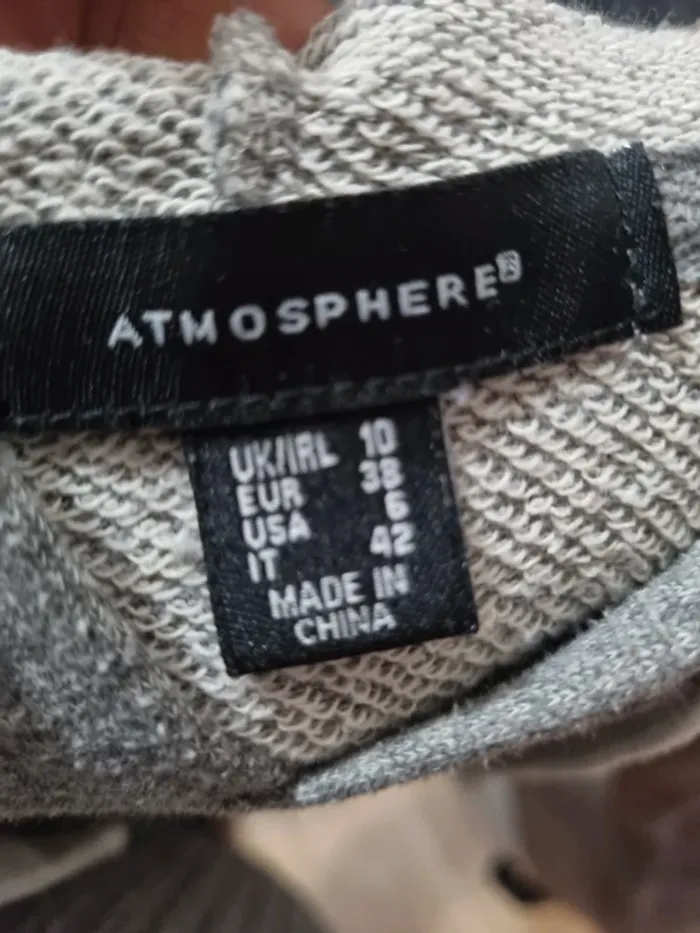 ATMOSPHERE®
UK/IRL 10
EUR 38
USA 6
IT 42
MADE IN
CHINA